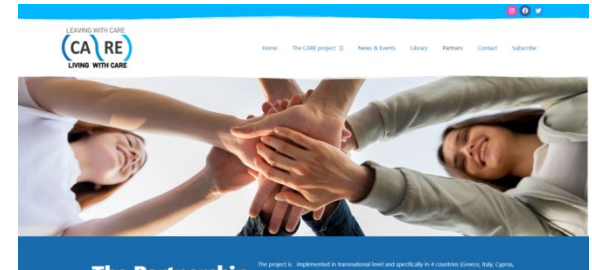 LEAVING WITH CARE
(CA)(RE)
LIVING WITH CARE
Home The CARE project News & Events Library Partners Contact Subscribe
The project is implemented in transnational level and specifically in 4 countries (Greece, Italy, Cyprus,
The Partnership